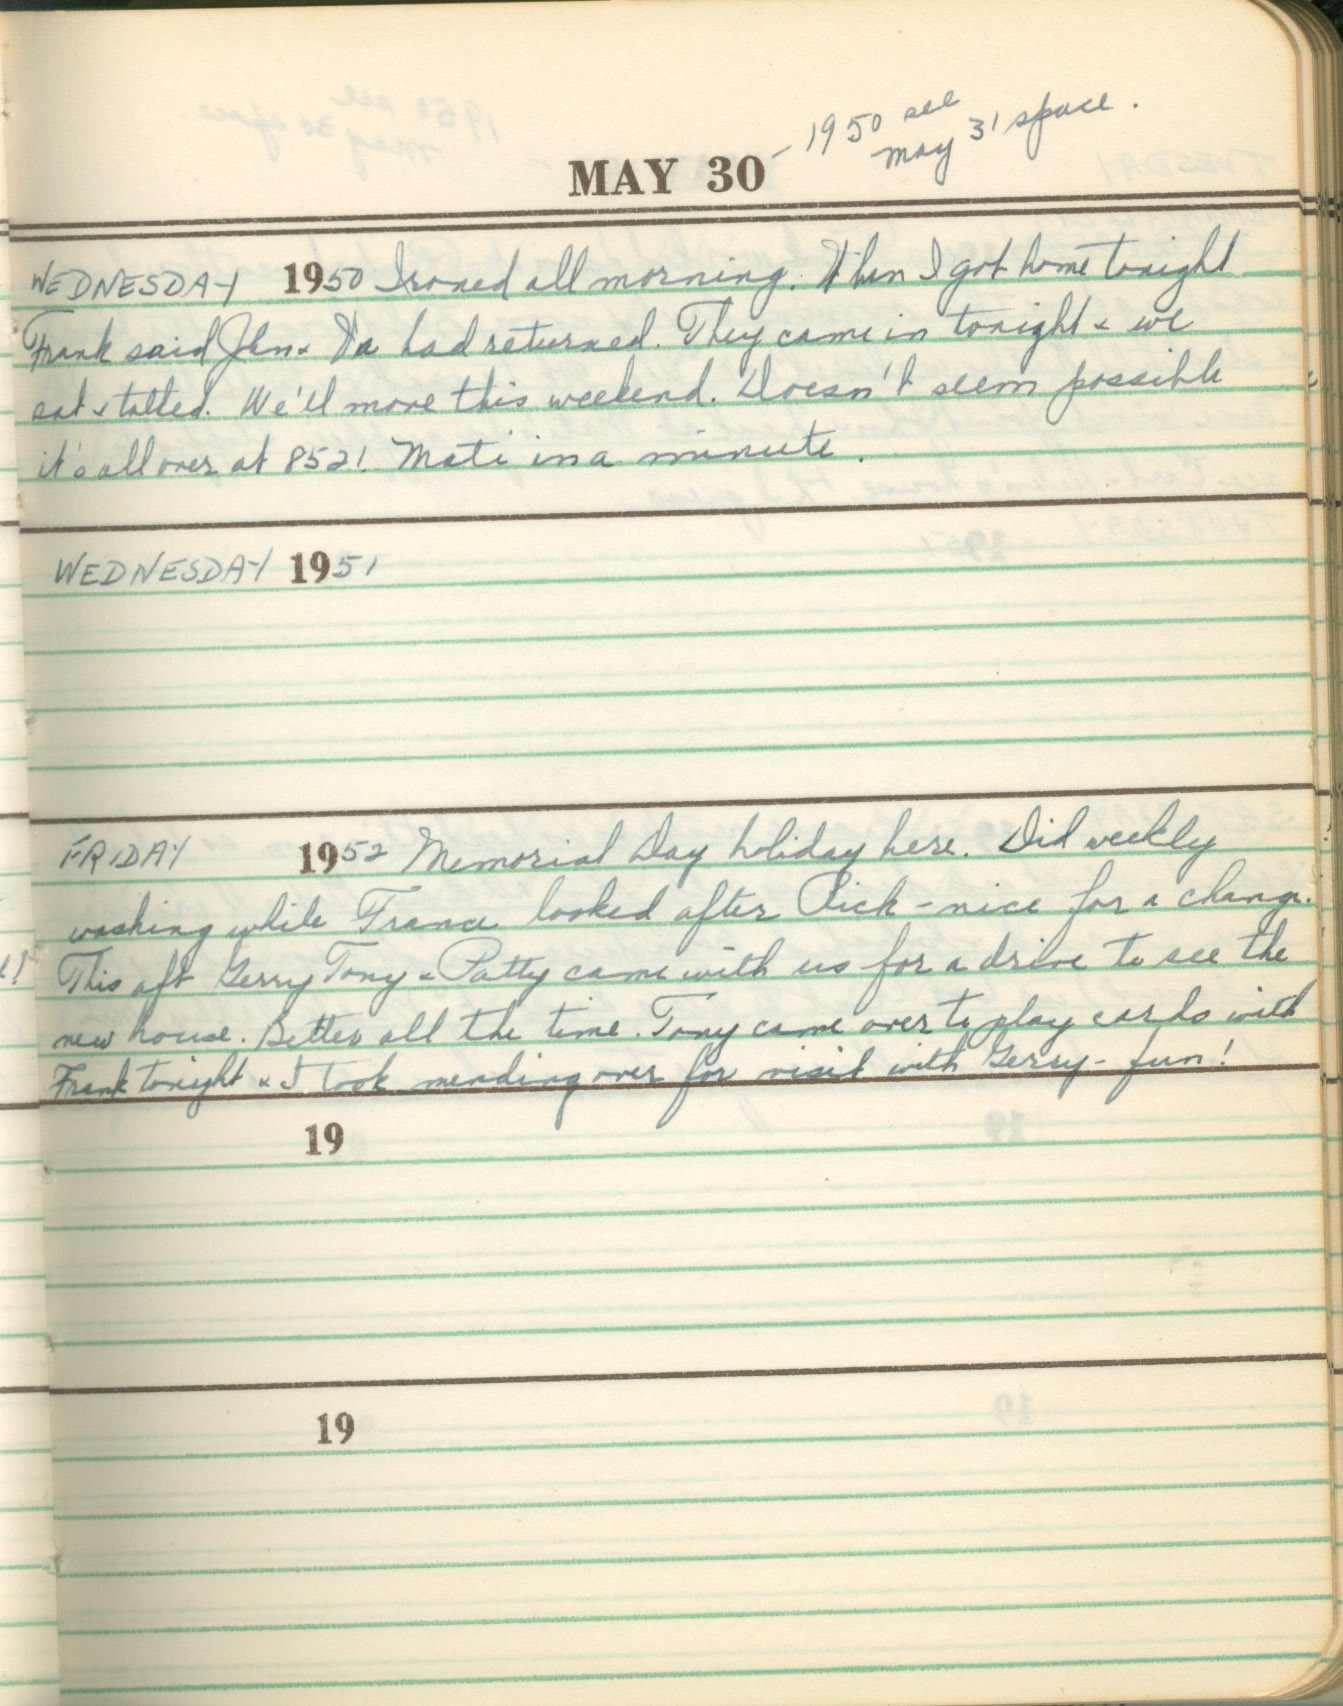 - 1950 see
may 31 space.
MAY 30
WEDNESDAY 1950 Ironed all morning. When I got home tonight
Frank said John & had returned. They came in tonight & we
sat & talked. We'll move this weekend. Doesn't seem possible
it's all over at 852! in a minute.
WEDNESDAY 1951
FRIDAY 1952 Memorial Day holiday here. Did weekly
washing while looked after Rick - nice for a change.
This aft Gerry Tony & Patty came with us for a drive to see the
new house. Better all the time. Tony came over to play cards with
Frank tonight & I took mending over for visit with Gerry - fun!
19
19